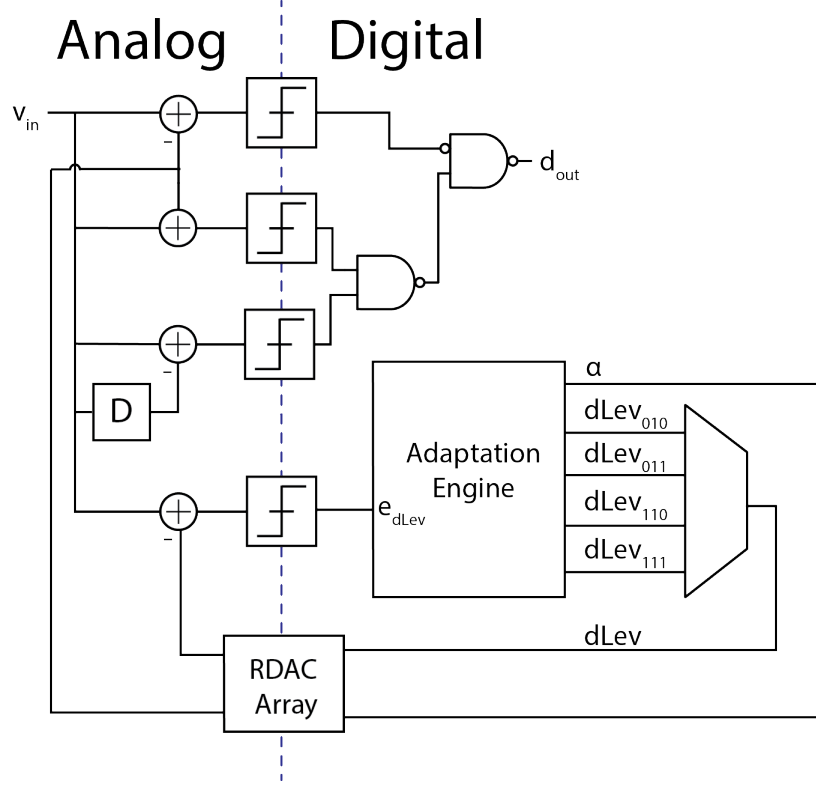 Analog Digital
v_in
d_out
D
α
dLev_010
dLev_011
dLev_110
dLev_111
Adaptation
Engine
e_dLev
dLev
RDAC
Array